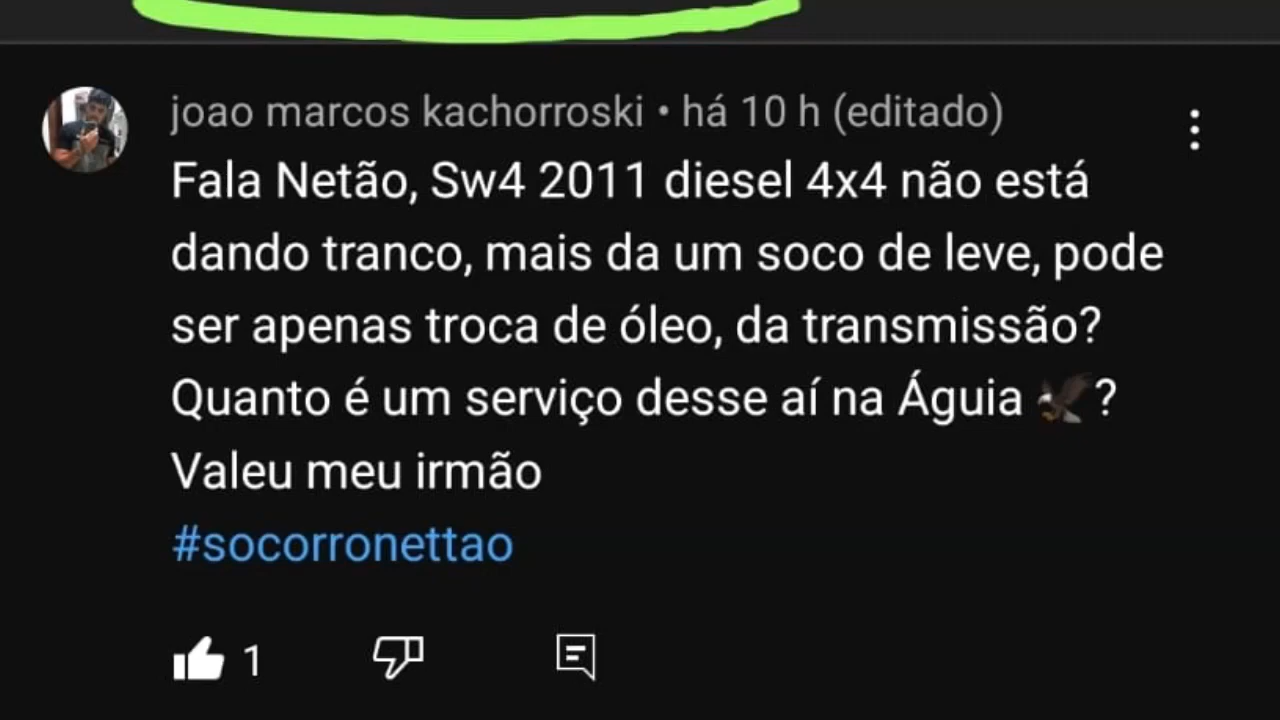 joao marcos kachorroski • há 10 h (editado)
Fala Netão, Sw4 2011 diesel 4x4 não está
dando tranco, mais da um soco de leve, pode
ser apenas troca de óleo, da transmissão?
Quanto é um serviço desse aí na Águia 🦅?
Valeu meu irmão
#socorronettao
1